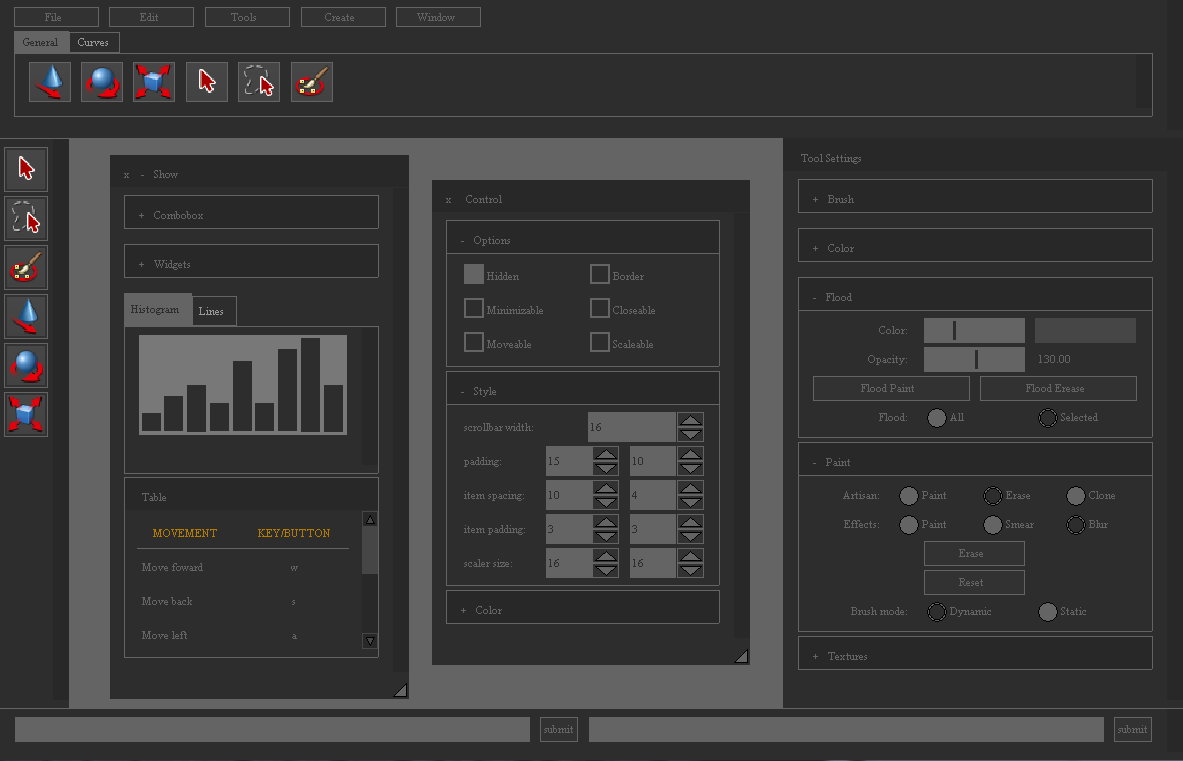 File Edit Tools Create Window
General Curves
x - Show
+ Combobox
+ Widgets
Histogram Lines
Table
MOVEMENT KEY/BUTTON
Move foward w
Move back s
Move left a
x Control
- Options
Hidden Border
Minimizable Closeable
Moveable Scaleable
- Style
scrollbar width: 16
padding: 15 10
item spacing: 10 4
item padding: 3 3
scaler size: 16 16
+ Color
Tool Settings
+ Brush
+ Color
- Flood
Color:
Opacity: 130.00
Flood Paint Flood Erase
Flood: All Selected
- Paint
Artisan: Paint Erase Clone
Effects: Paint Smear Blur
Erase
Reset
Brush mode: Dynamic Static
+ Textures
submit submit